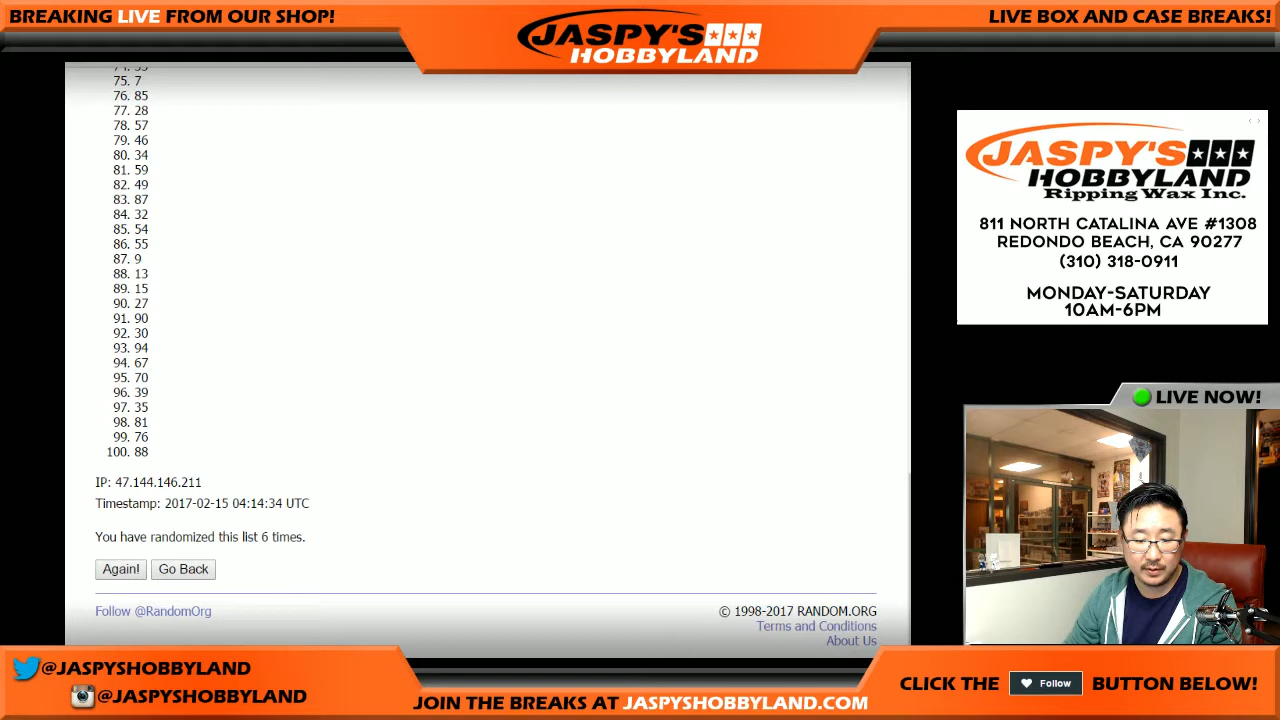 BREAKING LIVE FROM OUR SHOP!
JASPY'S
HOBBYLAND
LIVE BOX AND CASE BREAKS!
75. 7
76. 85
77. 28
78. 57
79. 46
80. 34
81. 59
82. 49
83. 87
84. 32
85. 54
86. 55
87. 9
88. 13
89. 15
90. 27
91. 90
92. 30
93. 94
94. 67
95. 70
96. 39
97. 35
98. 81
99. 76
100. 88
IP: 47.144.146.211
Timestamp: 2017-02-15 04:14:34 UTC
You have randomized this list 6 times.
Again! Go Back
Follow @RandomOrg
© 1998-2017 RANDOM.ORG
Terms and Conditions
About Us
JASPY'S
HOBBYLAND
Ripping Wax Inc.
811 NORTH CATALINA AVE #1308
REDONDO BEACH, CA 90277
(310) 318-0911
MONDAY-SATURDAY
10AM-6PM
LIVE NOW!
@JASPYSHOBBYLAND
@JASPYSHOBBYLAND
JOIN THE BREAKS AT JASPYSHOBBYLAND.COM
CLICK THE Follow BUTTON BELOW!